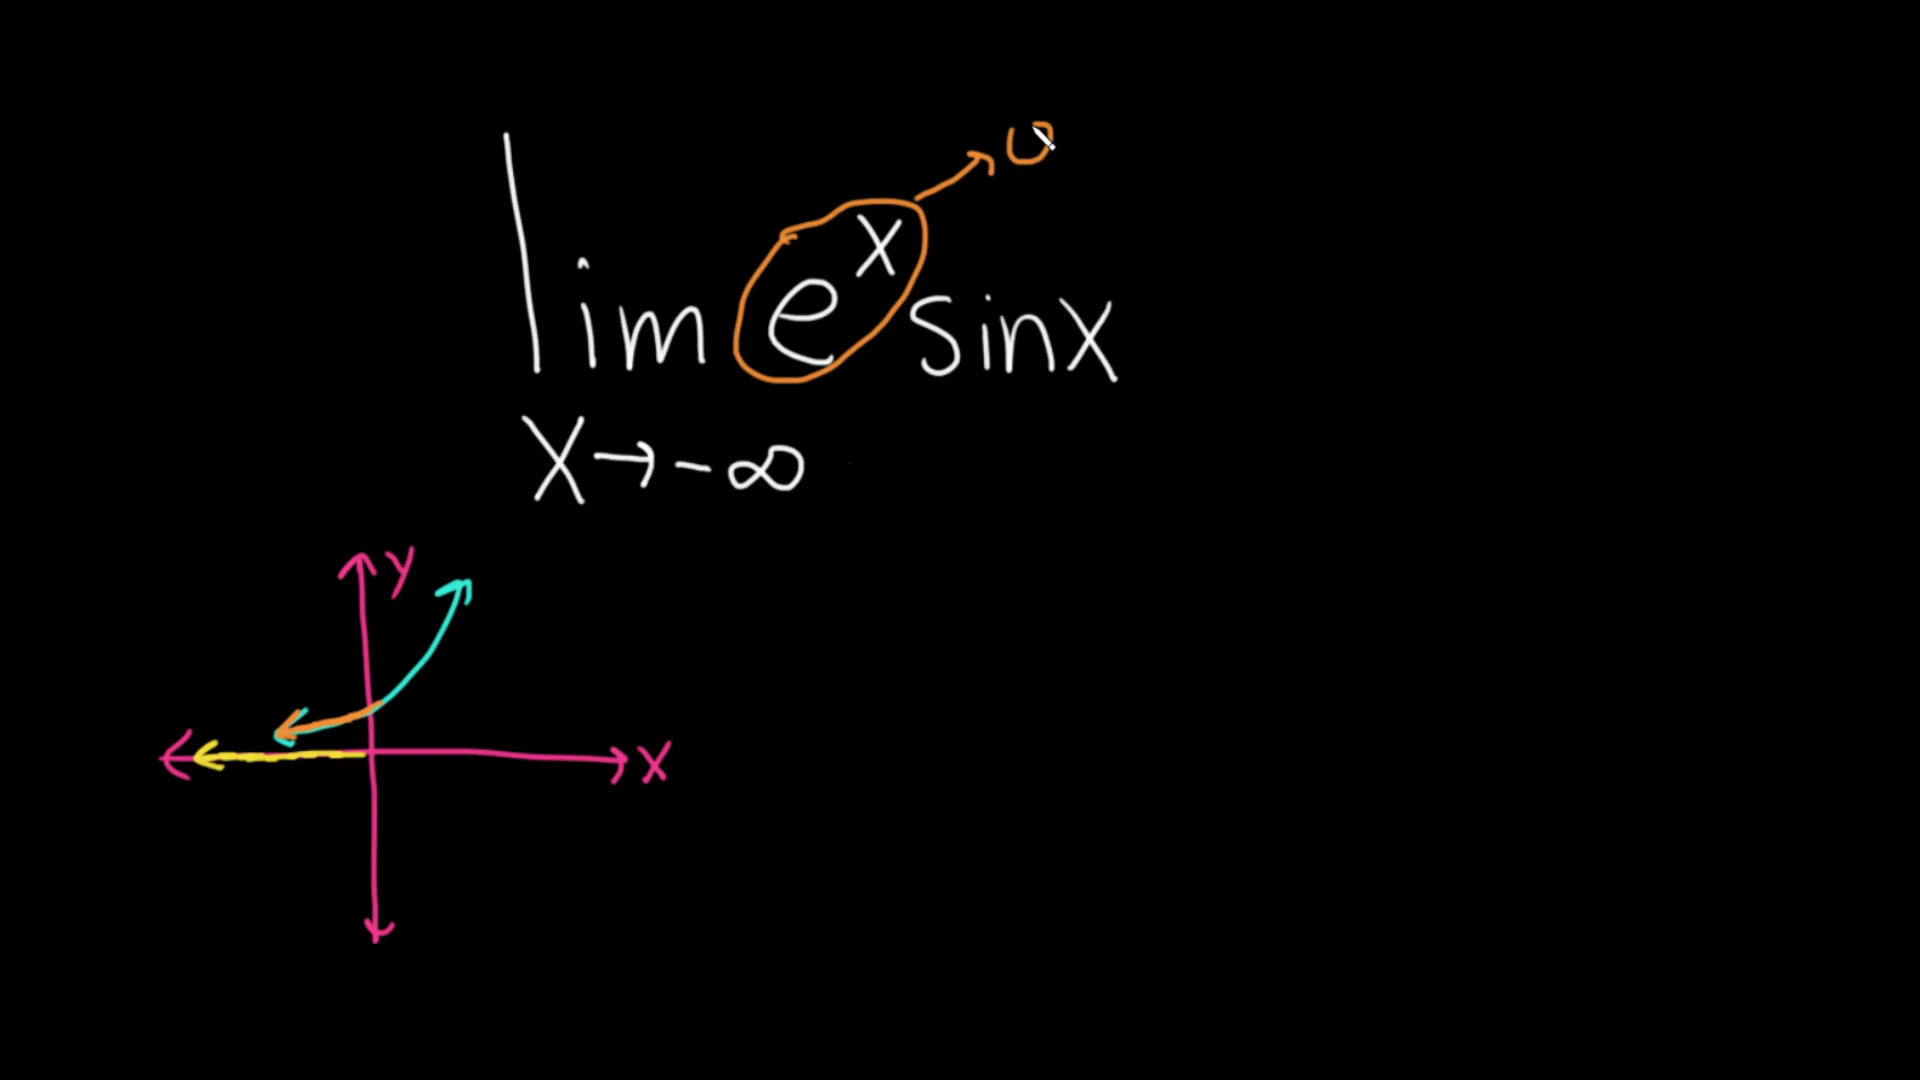 0
lim e^x sinx
x→-∞
y
x